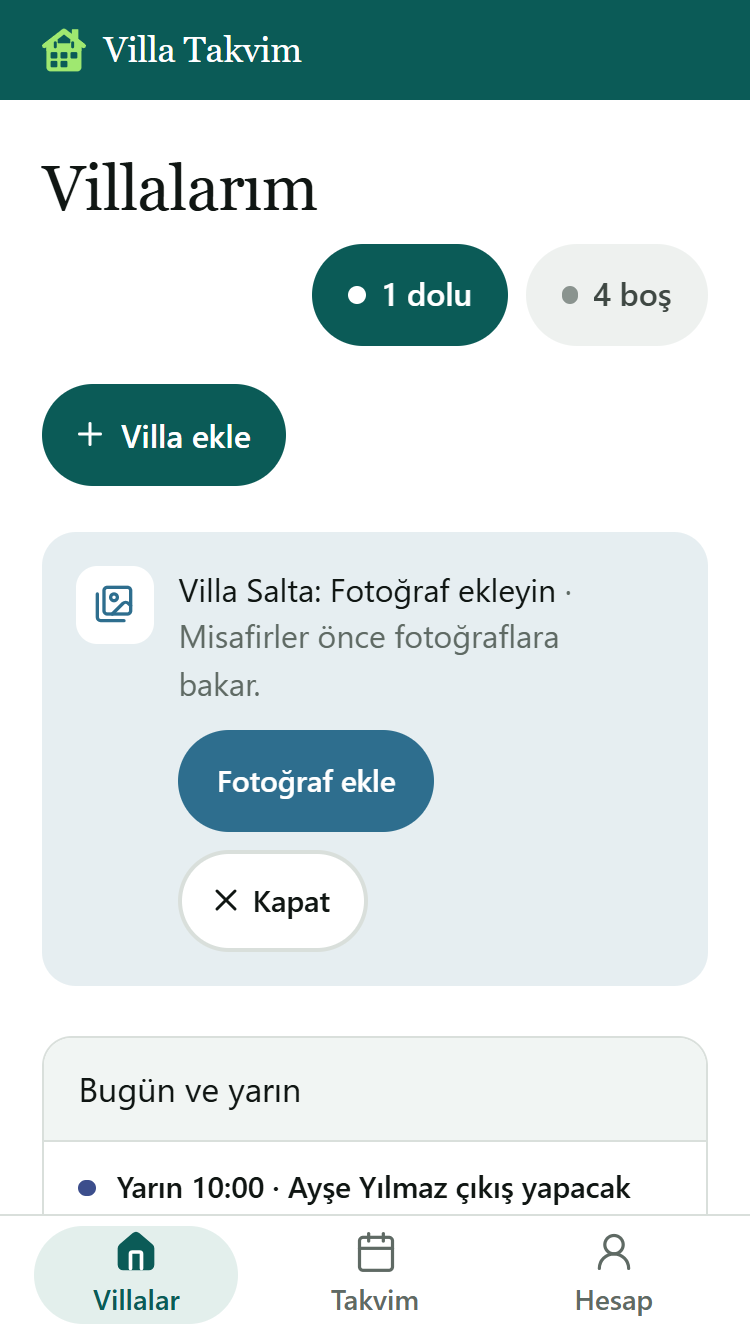 Villa Takvim
Villalarım
1 dolu
4 boş
Villa ekle
Villa Salta: Fotoğraf ekleyin ·
Misafirler önce fotoğraflara
bakar.
Fotoğraf ekle
Kapat
Bugün ve yarın
Yarın 10:00 · Ayşe Yılmaz çıkış yapacak
Villalar
Takvim
Hesap